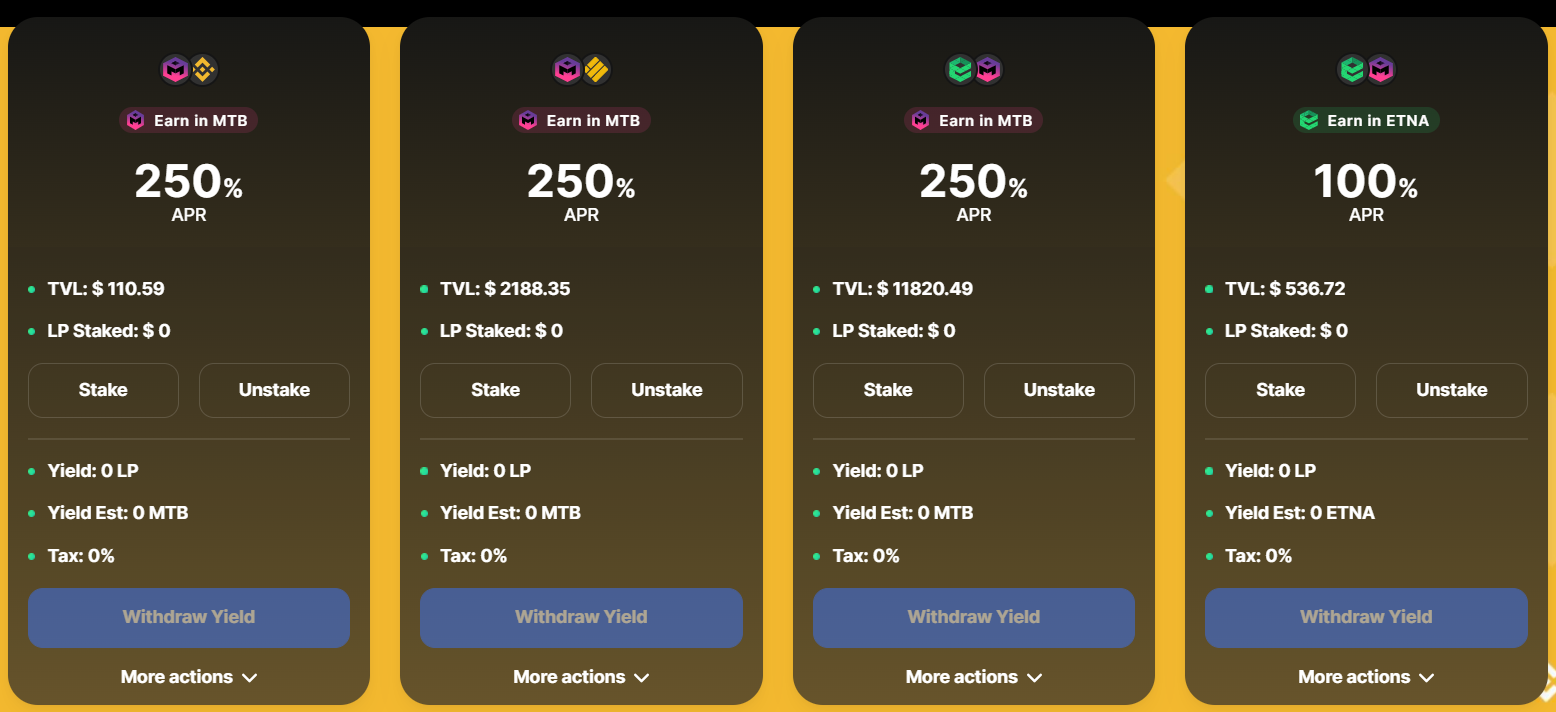 Earn in MTB
250%
APR
TVL: $ 110.59
LP Staked: $ 0
Stake
Unstake
Yield: 0 LP
Yield Est: 0 MTB
Tax: 0%
Withdraw Yield
More actions
Earn in MTB
250%
APR
TVL: $ 2188.35
LP Staked: $ 0
Stake
Unstake
Yield: 0 LP
Yield Est: 0 MTB
Tax: 0%
Withdraw Yield
More actions
Earn in MTB
250%
APR
TVL: $ 11820.49
LP Staked: $ 0
Stake
Unstake
Yield: 0 LP
Yield Est: 0 MTB
Tax: 0%
Withdraw Yield
More actions
Earn in ETNA
100%
APR
TVL: $ 536.72
LP Staked: $ 0
Stake
Unstake
Yield: 0 LP
Yield Est: 0 ETNA
Tax: 0%
Withdraw Yield
More actions